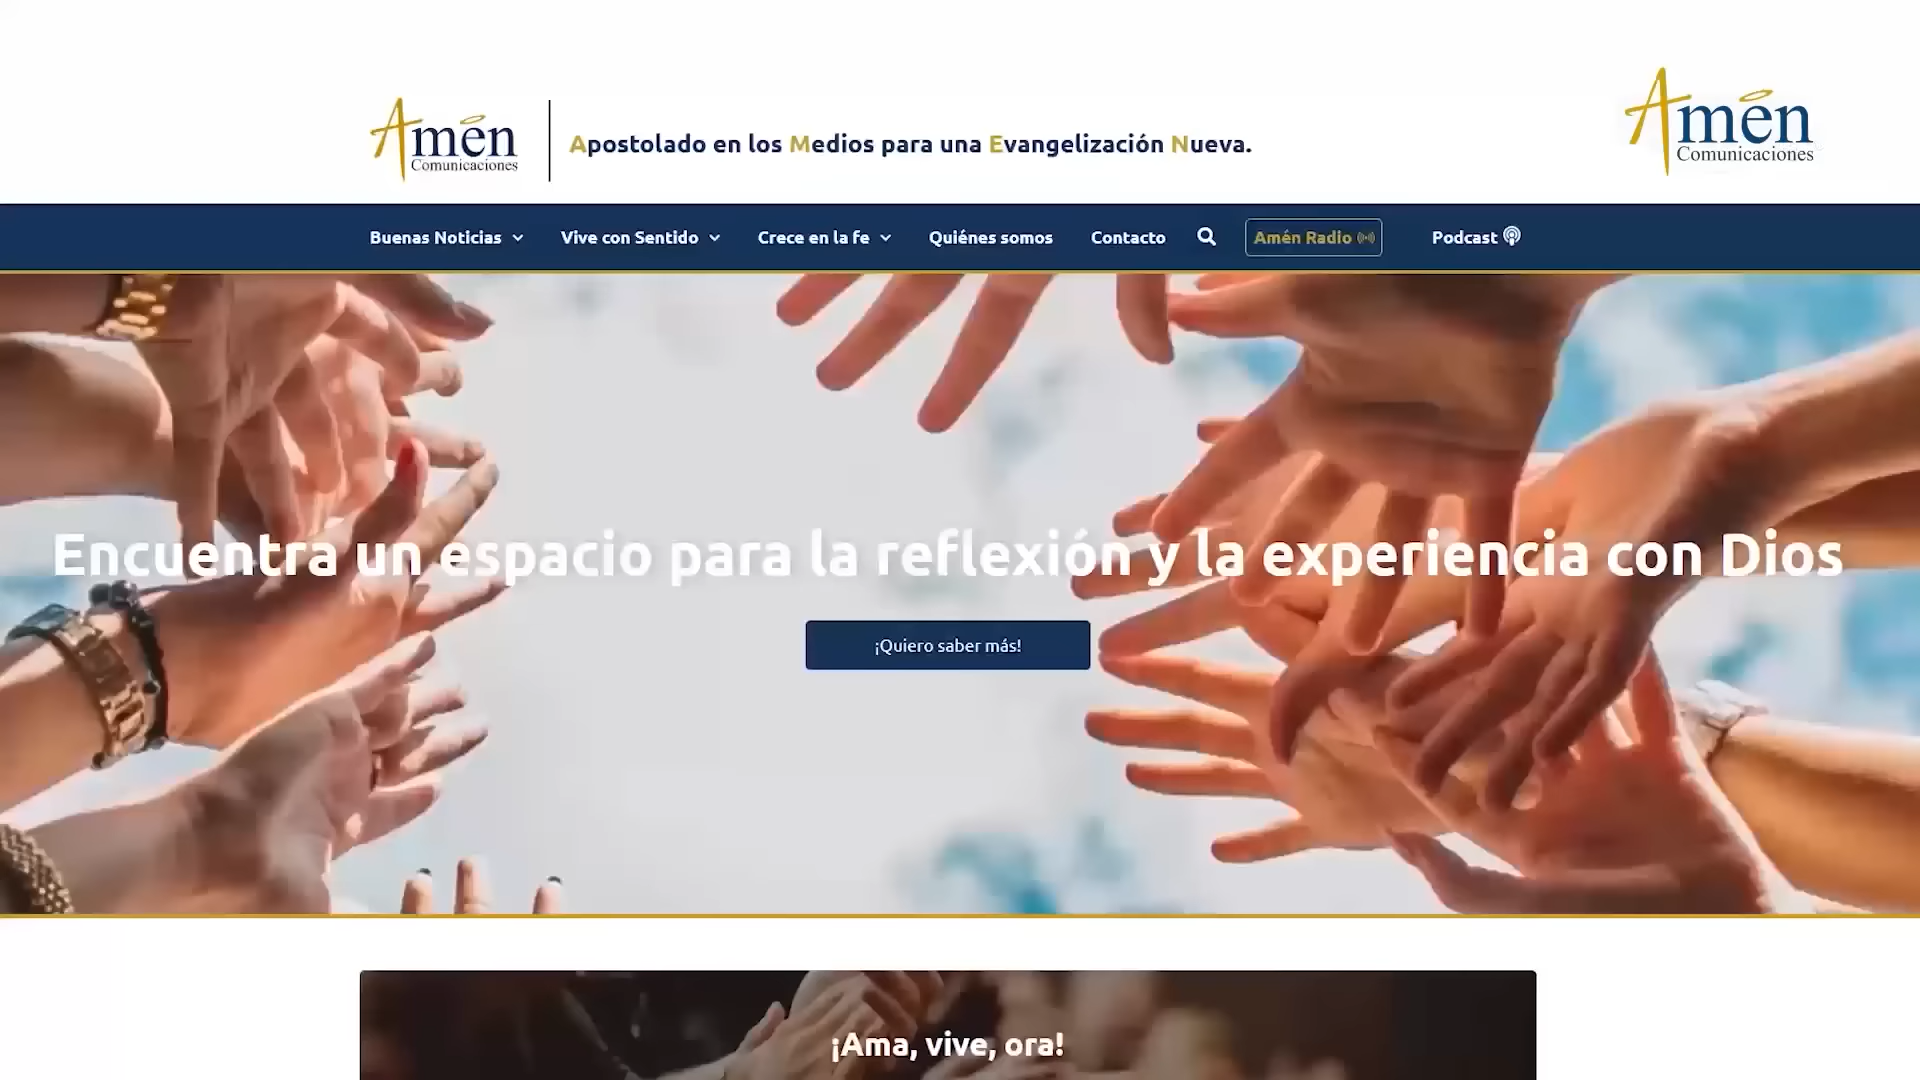 Amén
Comunicaciones
Apostolado en los Medios para una Evangelización Nueva.
Amén
Comunicaciones
Buenas Noticias
Vive con Sentido
Crece en la fe
Quiénes somos
Contacto
Amén Radio
Podcast
Encuentra un espacio para la reflexión y la experiencia con Dios
¡Quiero saber más!
¡Ama, vive, ora!